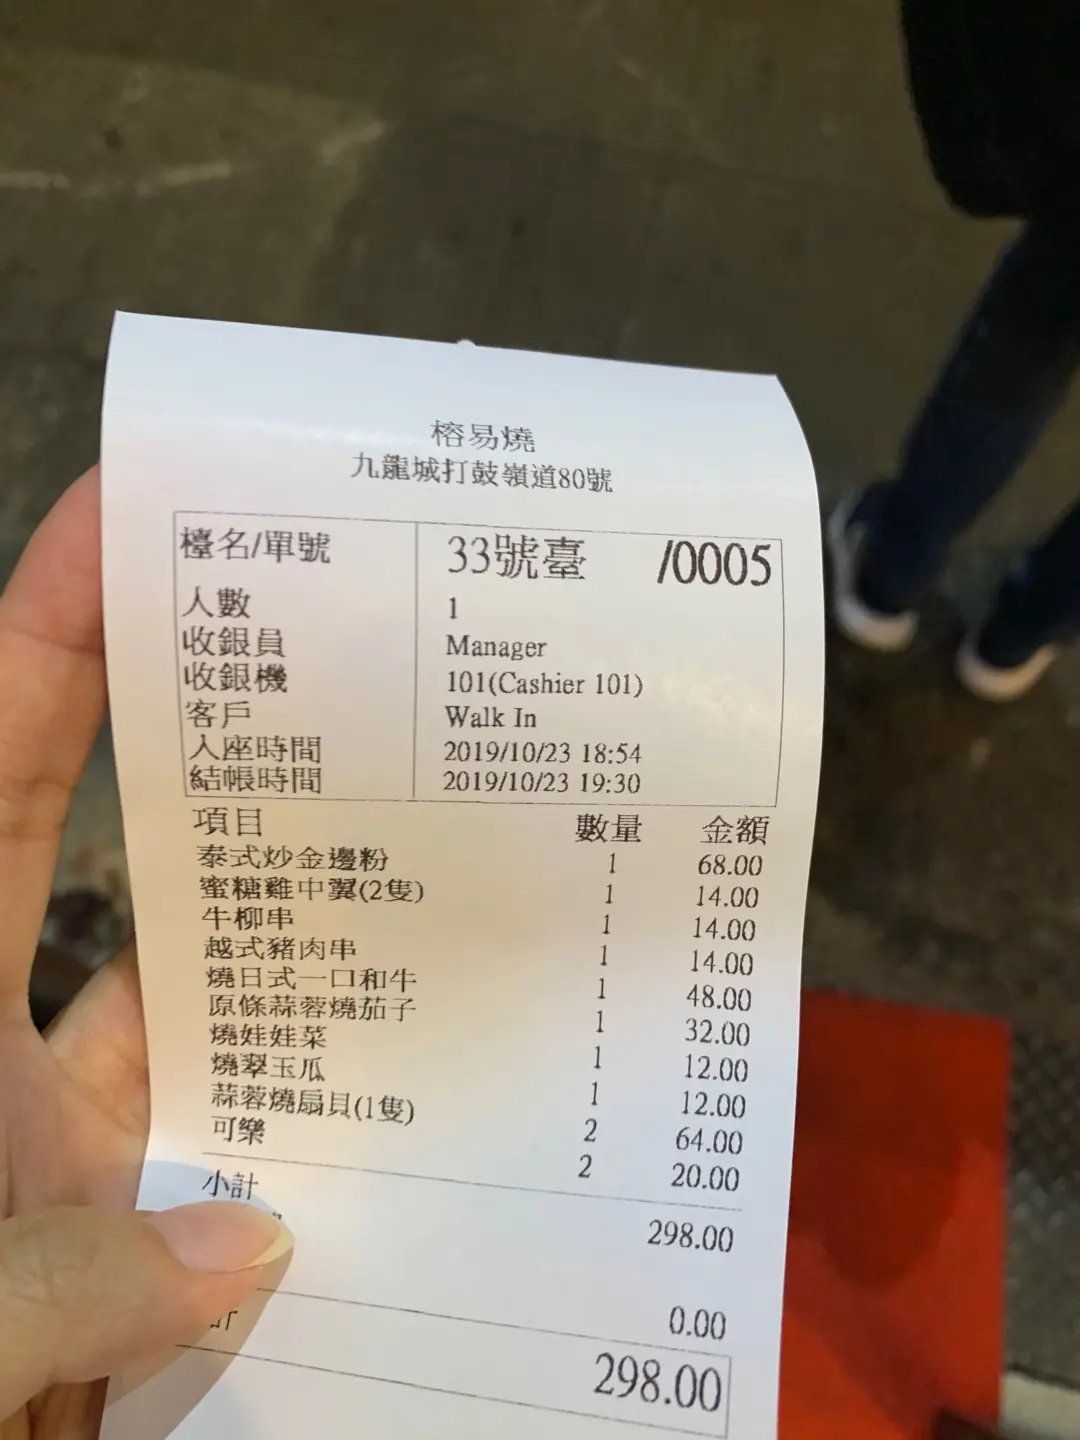 榕易燒
九龍城打鼓嶺道80號
檯名/單號 33號臺 /0005
人數 1
收銀員 Manager
收銀機 101(Cashier 101)
客戶 Walk In
入座時間 2019/10/23 18:54
結帳時間 2019/10/23 19:30
項目 數量 金額
泰式炒金邊粉 1 68.00
蜜糖雞中翼(2隻) 1 14.00
牛柳串 1 14.00
越式豬肉串 1 14.00
燒日式一口和牛 1 48.00
原條蒜蓉燒茄子 1 32.00
燒娃娃菜 1 12.00
燒翠玉瓜 1 12.00
蒜蓉燒扇貝(1隻) 2 64.00
可樂 2 20.00
小計 298.00
0.00
298.00